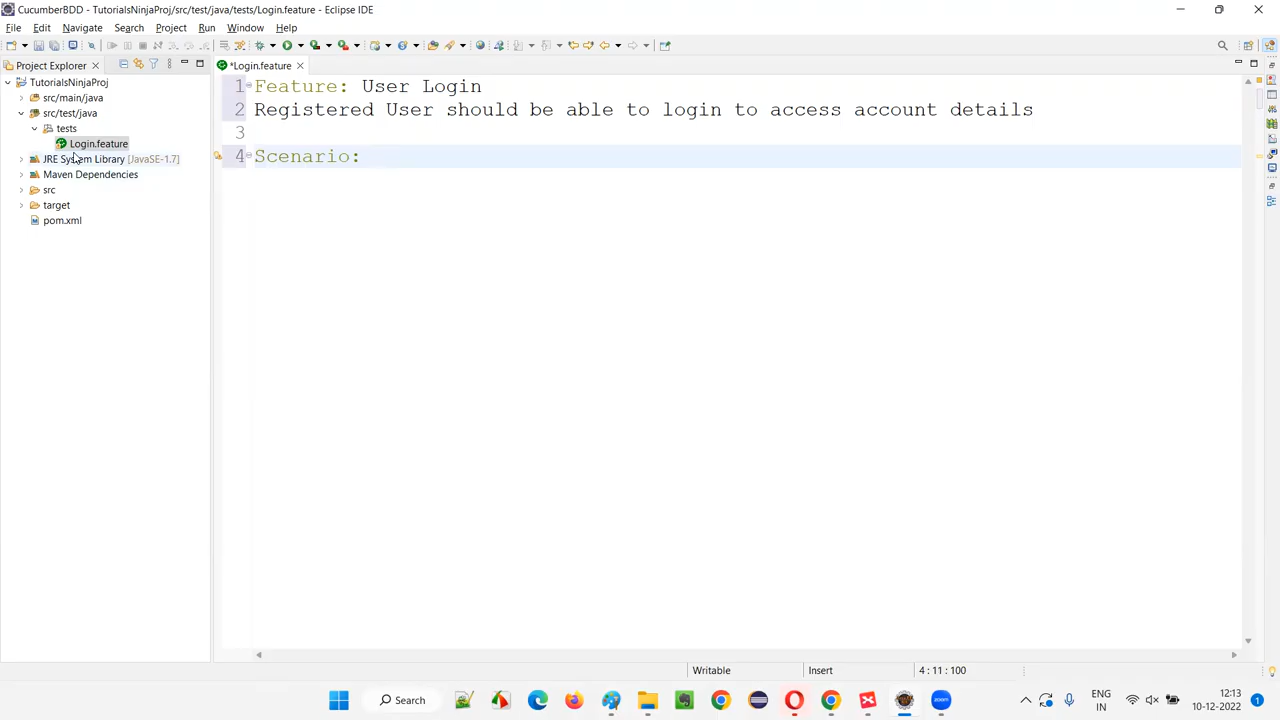 CucumberBDD - TutorialsNinjaProj/src/test/java/tests/Login.feature - Eclipse IDE
File Edit Navigate Search Project Run Window Help
Project Explorer
*Login.feature
TutorialsNinjaProj
src/main/java
src/test/java
tests
Login.feature
JRE System Library [JavaSE-1.7]
Maven Dependencies
src
target
pom.xml
1 Feature: User Login
2 Registered User should be able to login to access account details
3
4 Scenario:
Writable Insert 4 : 11 : 100
Search
zoom
ENG
IN
12:13
10-12-2022
1